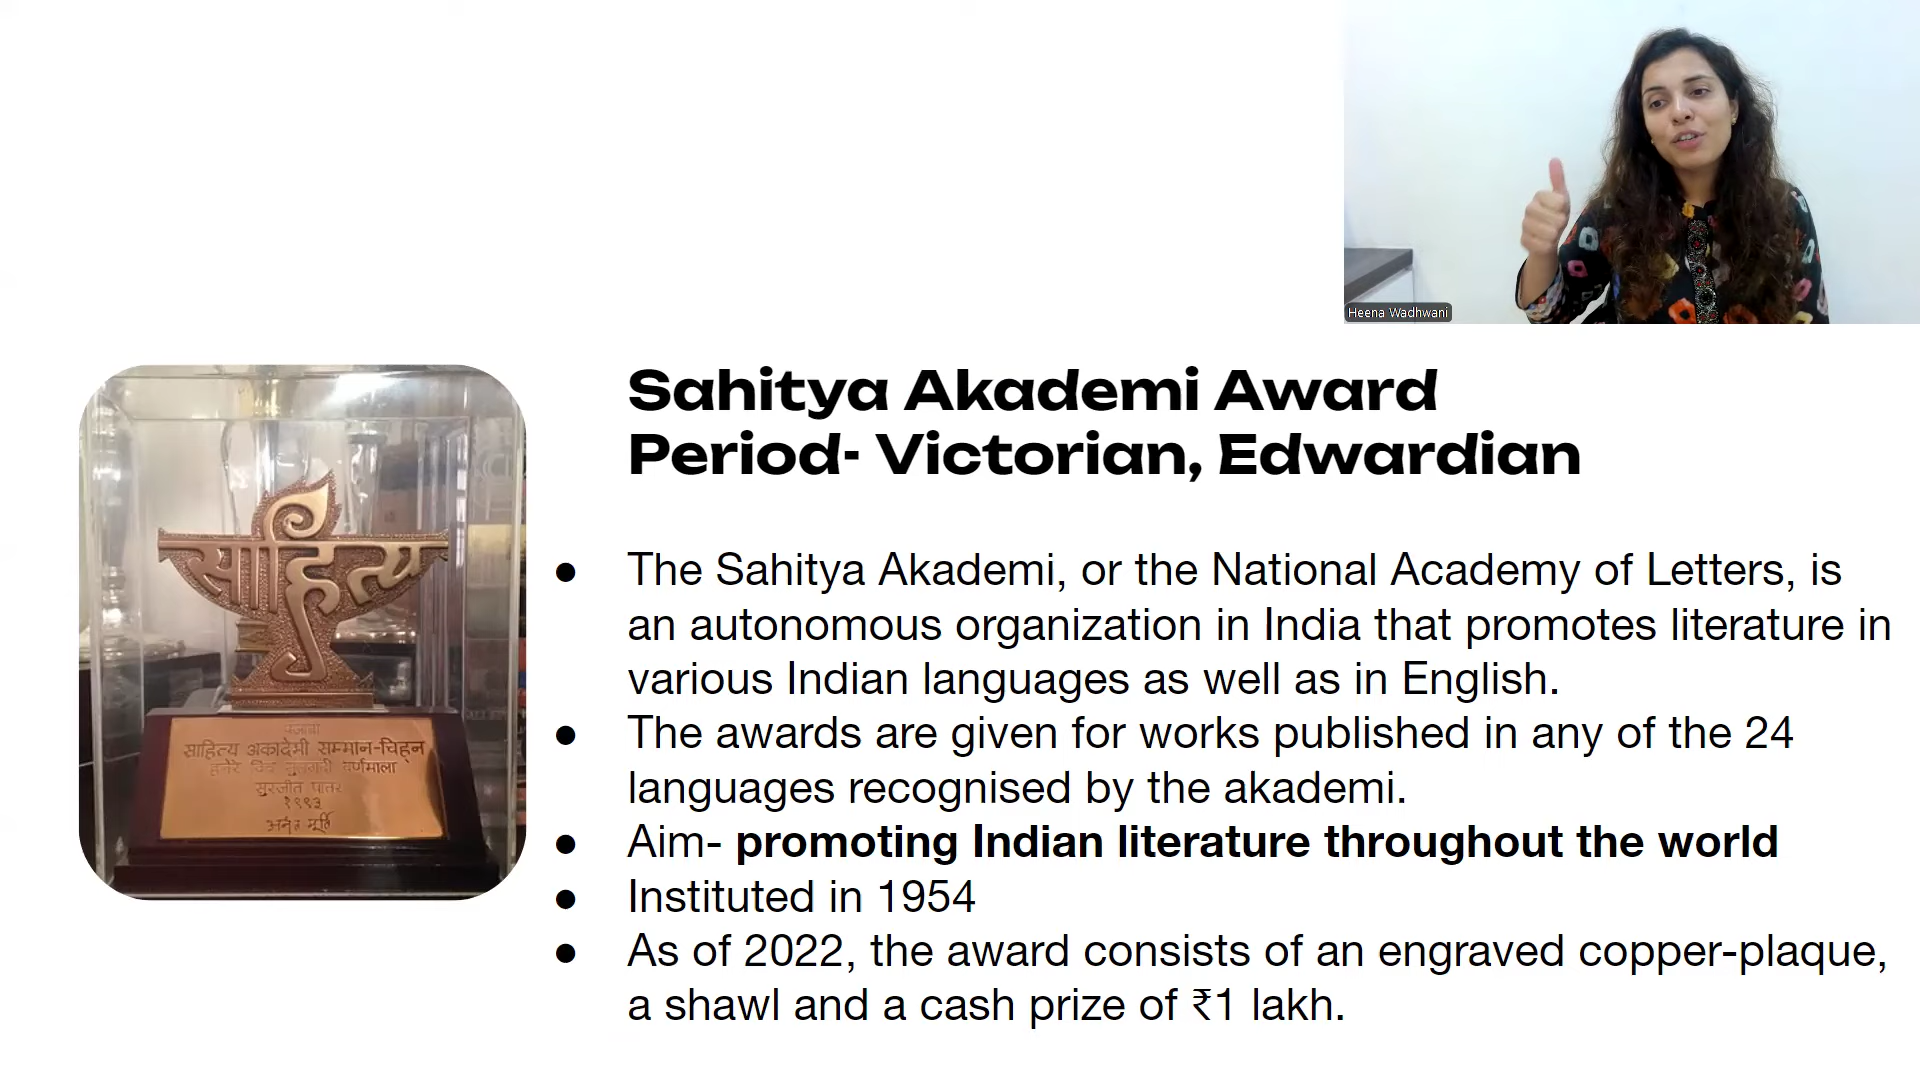 Heena Wadhwani
Sahitya Akademi Award
Period- Victorian, Edwardian
● The Sahitya Akademi, or the National Academy of Letters, is
an autonomous organization in India that promotes literature in
various Indian languages as well as in English.
● The awards are given for works published in any of the 24
languages recognised by the akademi.
● Aim- promoting Indian literature throughout the world
● Instituted in 1954
● As of 2022, the award consists of an engraved copper-plaque,
a shawl and a cash prize of ₹1 lakh.
साहित्य
साहित्य अकादेमी सम्मान-चिह्न
वर्णमाला
सुरजीत पातर
१९९३